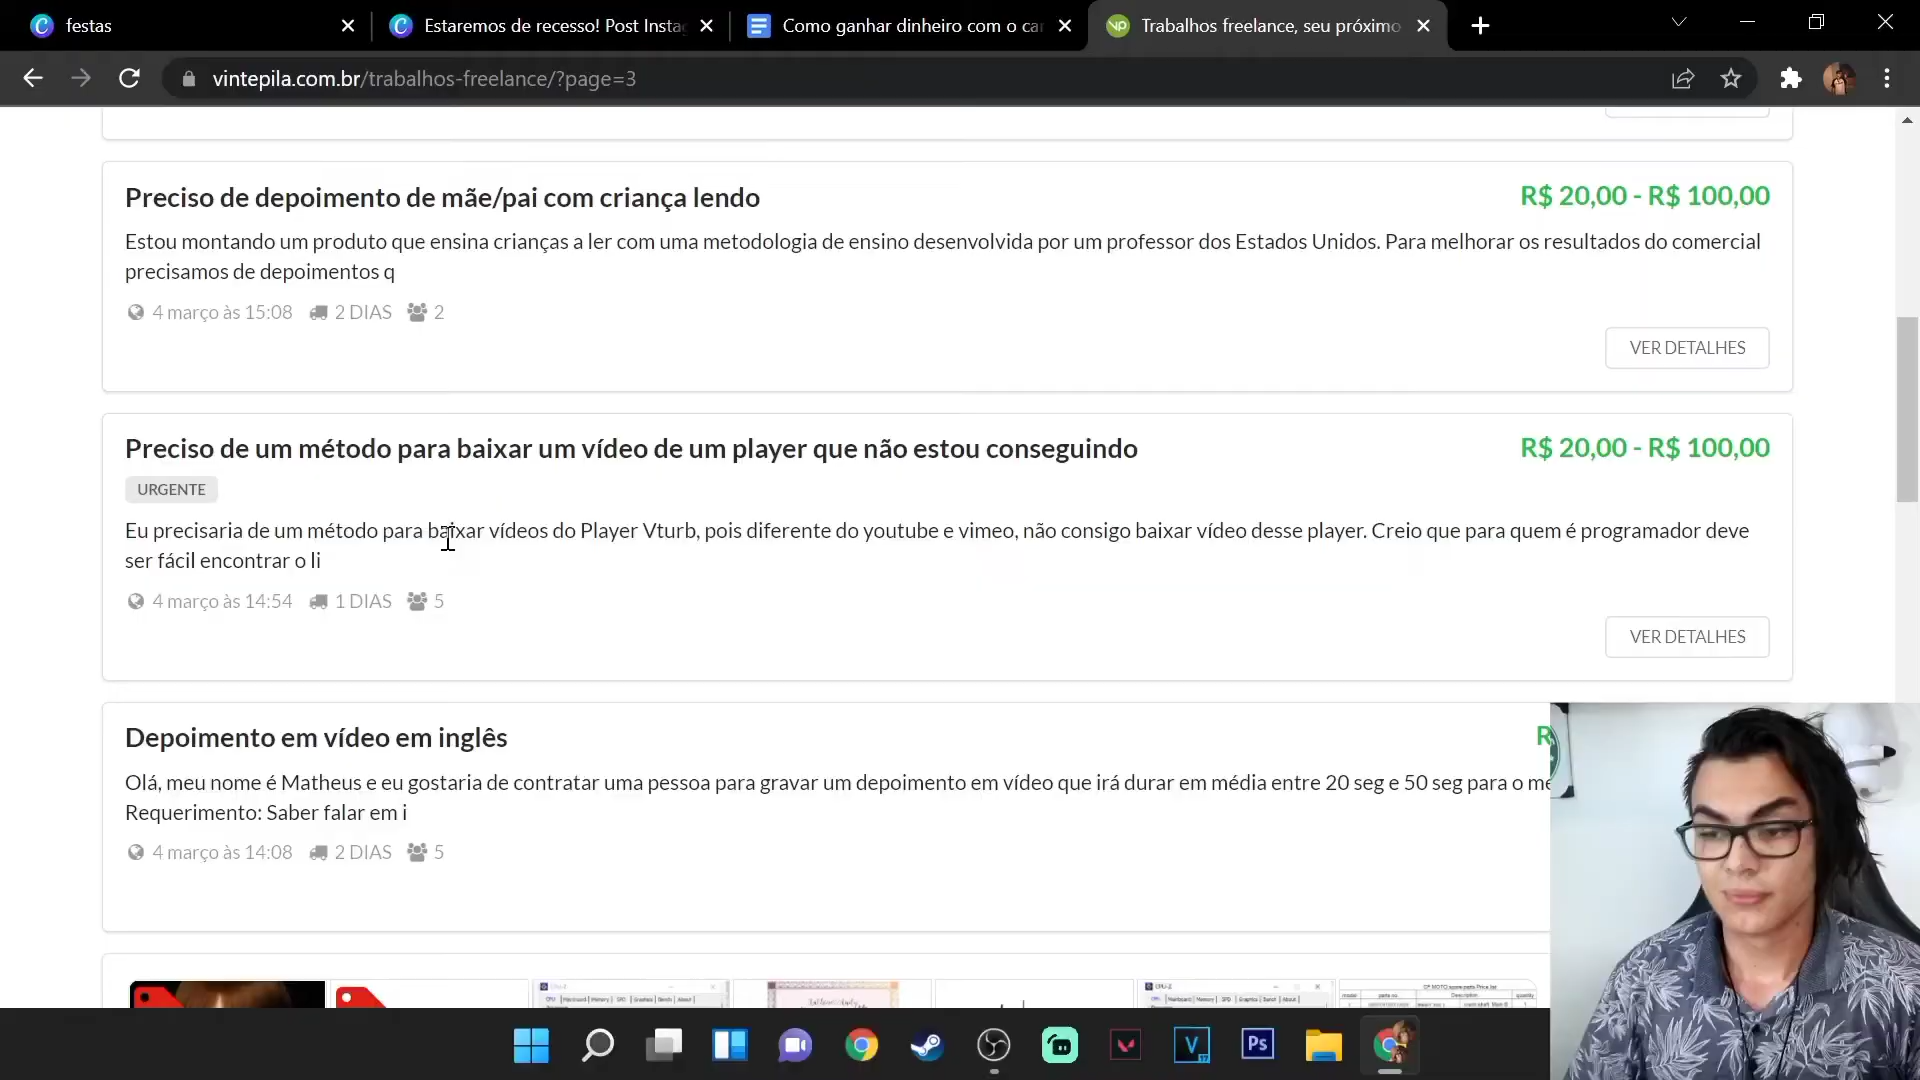 festas
Estaremos de recesso! Post Insta
Como ganhar dinheiro com o ca
Trabalhos freelance, seu próximo
vintepila.com.br/trabalhos-freelance/?page=3
Preciso de depoimento de mãe/pai com criança lendo
R$ 20,00 - R$ 100,00
Estou montando um produto que ensina crianças a ler com uma metodologia de ensino desenvolvida por um professor dos Estados Unidos. Para melhorar os resultados do comercial
precisamos de depoimentos q
4 março às 15:08 2 DIAS 2
VER DETALHES
Preciso de um método para baixar um vídeo de um player que não estou conseguindo
R$ 20,00 - R$ 100,00
URGENTE
Eu precisaria de um método para baixar vídeos do Player Vturb, pois diferente do youtube e vimeo, não consigo baixar vídeo desse player. Creio que para quem é programador deve
ser fácil encontrar o li
4 março às 14:54 1 DIAS 5
VER DETALHES
Depoimento em vídeo em inglês
R
Olá, meu nome é Matheus e eu gostaria de contratar uma pessoa para gravar um depoimento em vídeo que irá durar em média entre 20 seg e 50 seg para o me
Requerimento: Saber falar em i
4 março às 14:08 2 DIAS 5
V
Ps